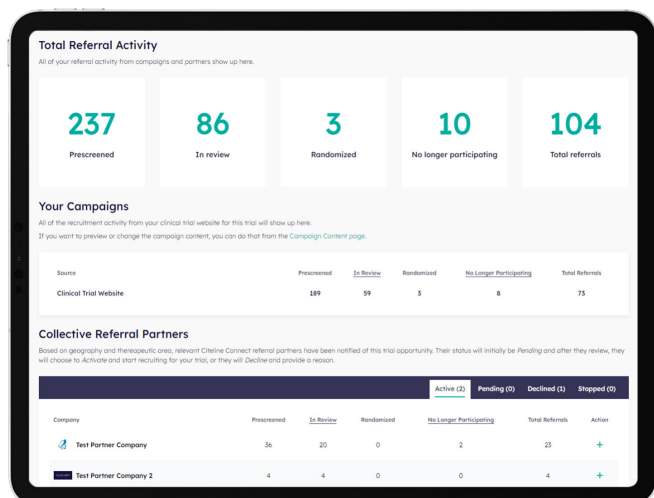 Total Referral Activity
All of your referral activity from campaigns and partners show up here.
237 86 3 10 104
Prescreened In review Randomized No longer participating Total referrals
Your Campaigns
All of the recruitment activity from your clinical trial website for this trial will show up here.
If you want to preview or change the campaign content, you can do that from the Campaign Content page.
Source Prescreened In Review Randomized No Longer Participating Total Referrals
Clinical Trial Website 189 59 3 8 73
Collective Referral Partners
Based on geography and thereapeutic area, relevant Citeline Connect referral partners have been notified of this trial opportunity. Their status will initially be Pending and after they review, they
will choose to Activate and start recruiting for your trial, or they will Decline and provide a reason.
Active (2) Pending (0) Declined (1) Stopped (0)
Company Prescreened In Review Randomized No Longer Participating Total Referrals Action
Test Partner Company 36 20 0 2 23 +
Test Partner Company 2 4 4 0 0 4 +